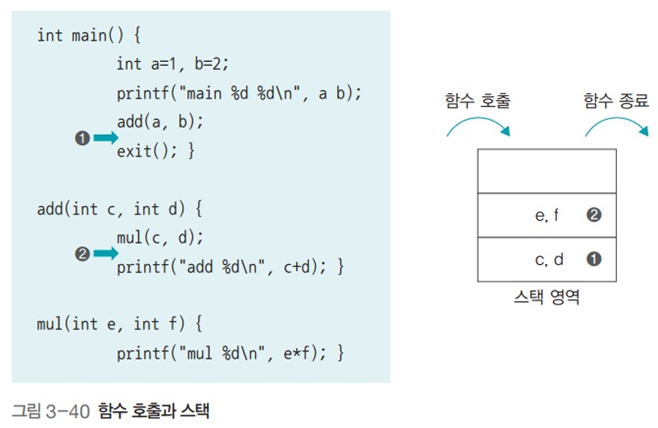 int main() {
int a=1, b=2;
printf("main %d %d\n", a b);
add(a, b);
❶
exit(); }
add(int c, int d) {
mul(c, d);
❷
printf("add %d\n", c+d); }
mul(int e, int f) {
printf("mul %d\n", e*f); }
함수 호출 함수 종료
e, f ❷
c, d ❶
스택 영역
그림 3-40 함수 호출과 스택